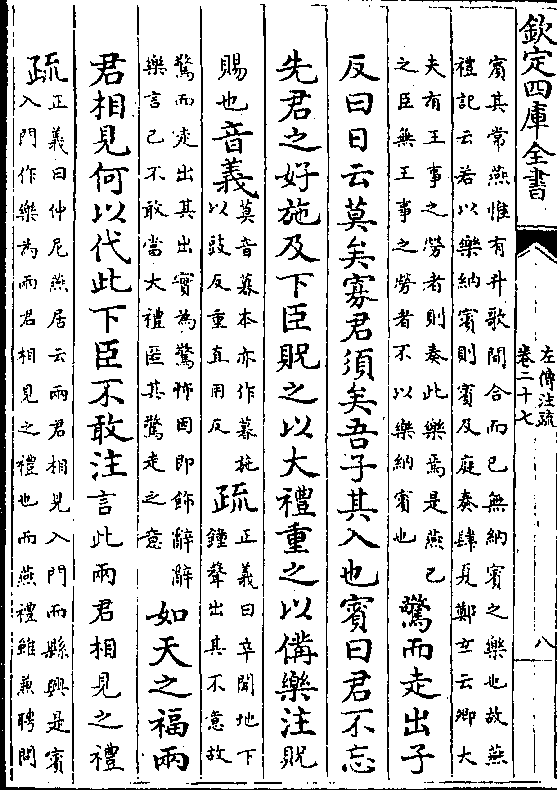 欽定四庫全書
左傳注疏
卷二十七
八
賓其常燕惟有升歌間合而已無納賓之樂也故燕
禮記云若以樂納賓則賓及庭奏肆夏鄭玄云卿大
夫有王事之勞者則奏此樂焉是燕己
之臣無王事之勞者不以樂納賓也
驚而走出子
反曰日云莫矣寡君須矣吾子其入也賓曰君不忘
先君之好施及下臣貺之以大禮重之以備樂注貺
賜也音義
莫音暮本亦作暮施
以豉反重直用反
疏
正義曰卒聞地下
鍾聲出其不意故
驚而走出其出實為驚怖因即飾辭辭
樂言己不敢當大禮匿其驚走之意
如天之福兩
君相見何以代此下臣不敢注言此兩君相見之禮
疏
正義曰仲尼燕居云兩君相見入門而縣興是賓
入門作樂為兩君相見之禮也而燕禮雖兼聘問